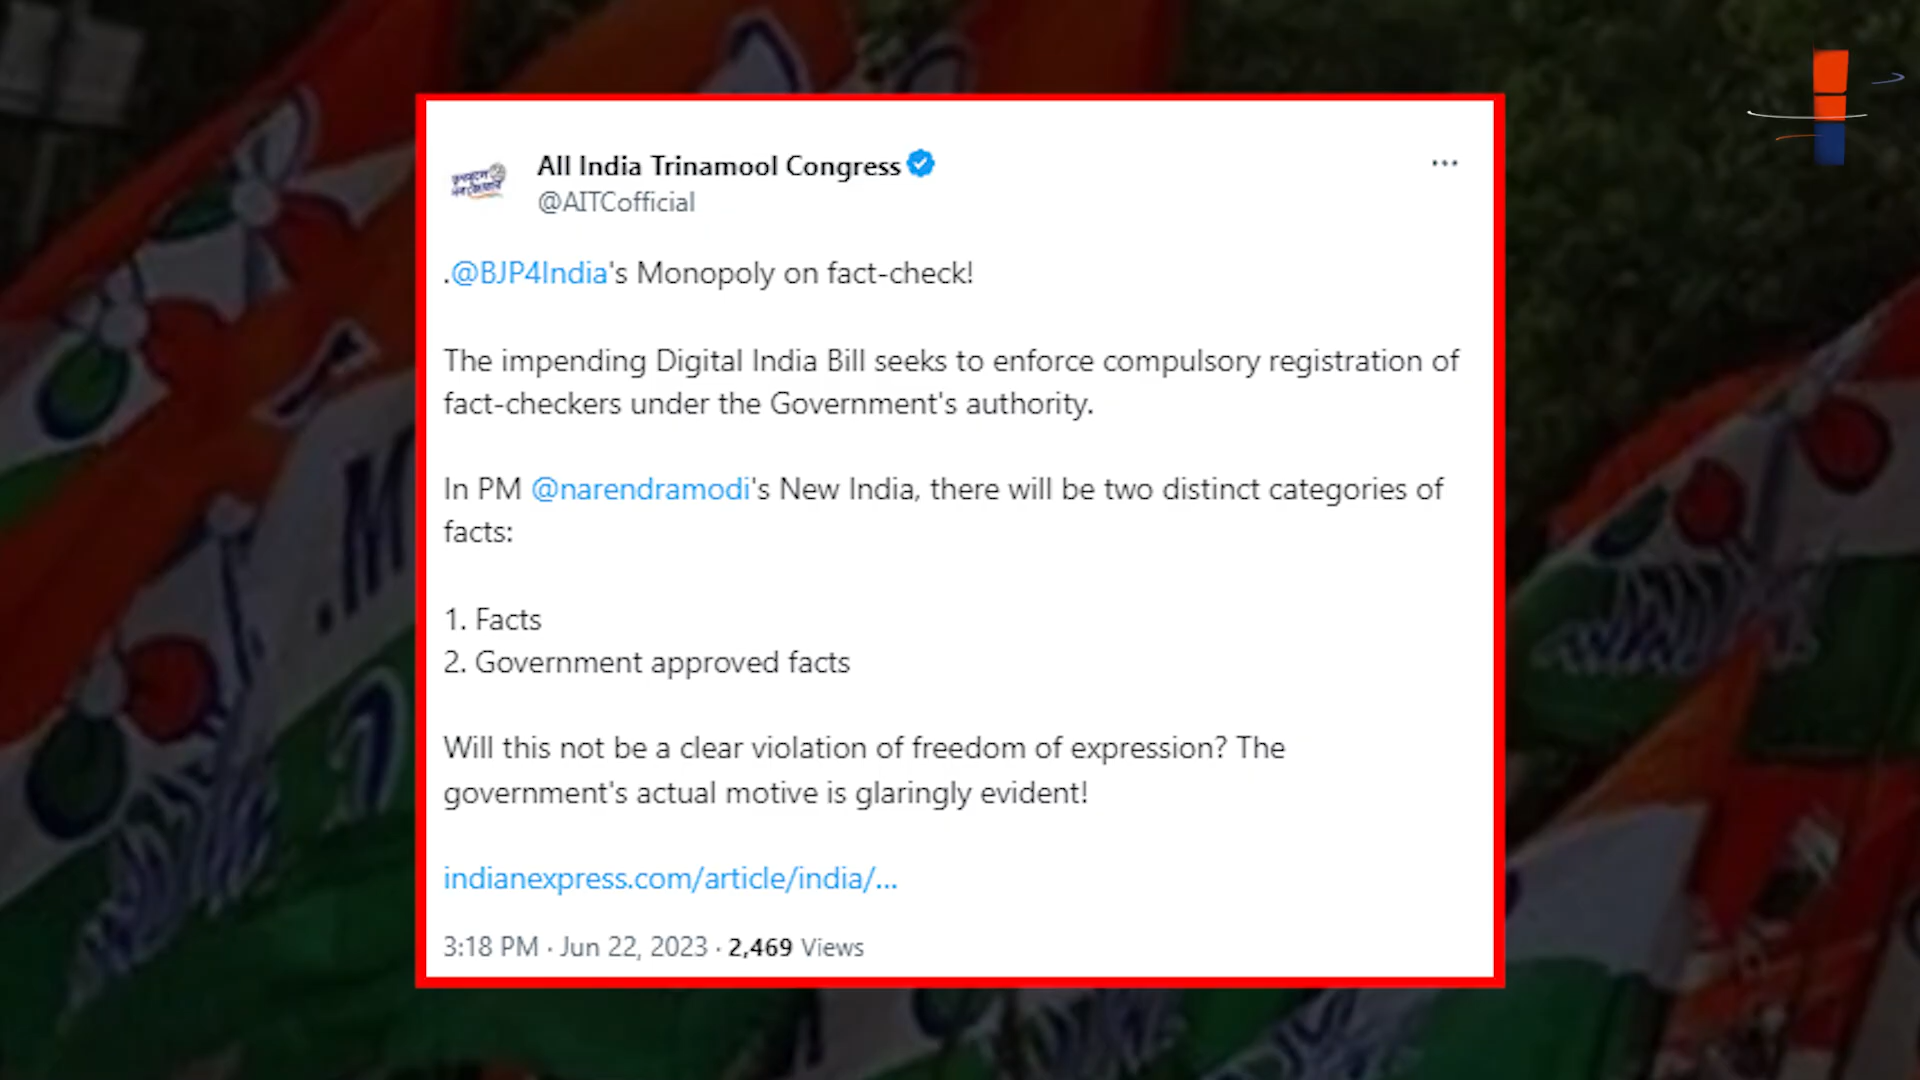 All India Trinamool Congress
@AITCofficial
.@BJP4India's Monopoly on fact-check!
The impending Digital India Bill seeks to enforce compulsory registration of
fact-checkers under the Government's authority.
In PM @narendramodi's New India, there will be two distinct categories of
facts:
1. Facts
2. Government approved facts
Will this not be a clear violation of freedom of expression? The
government's actual motive is glaringly evident!
indianexpress.com/article/india/...
3:18 PM · Jun 22, 2023 · 2,469 Views